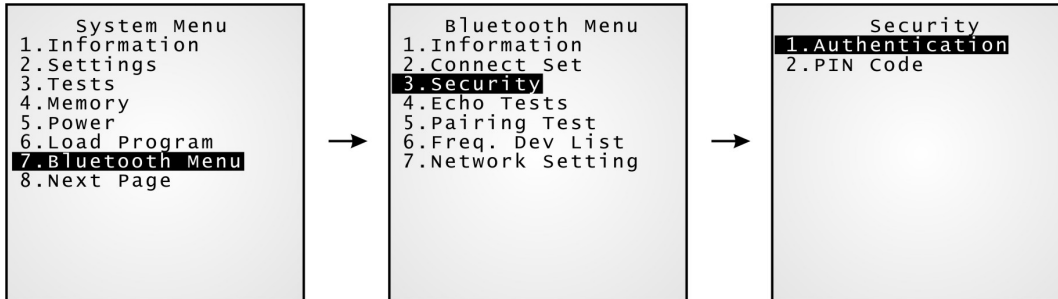 System Menu
1.Information
2.Settings
3.Tests
4.Memory
5.Power
6.Load Program
7.Bluetooth Menu
8.Next Page
Bluetooth Menu
1.Information
2.Connect Set
3.Security
4.Echo Tests
5.Pairing Test
6.Freq. Dev List
7.Network Setting
Security
1.Authentication
2.PIN Code